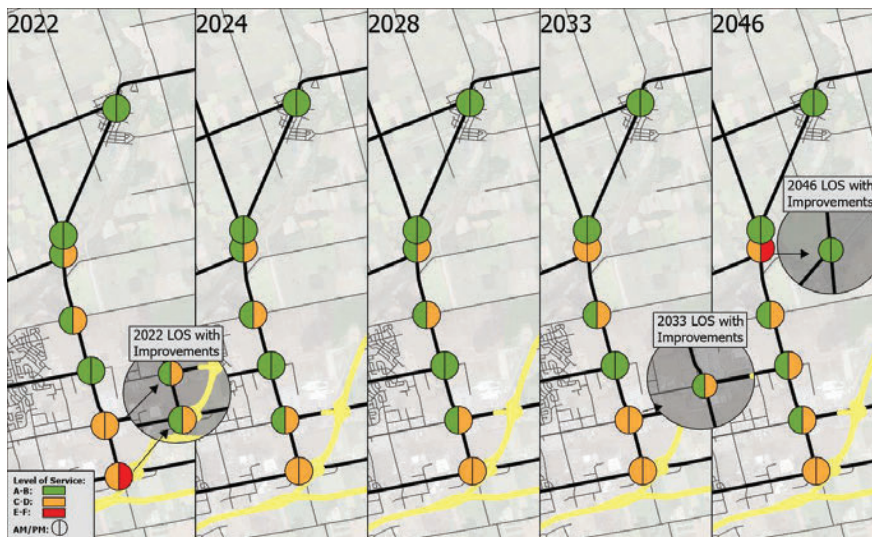 2022
2024
2028
2033
2046
2046 LOS with
Improvements
2022 LOS with
Improvements
2033 LOS with
Improvements
Level of Service:
A-B:
C-D:
E-F:
AM/PM: